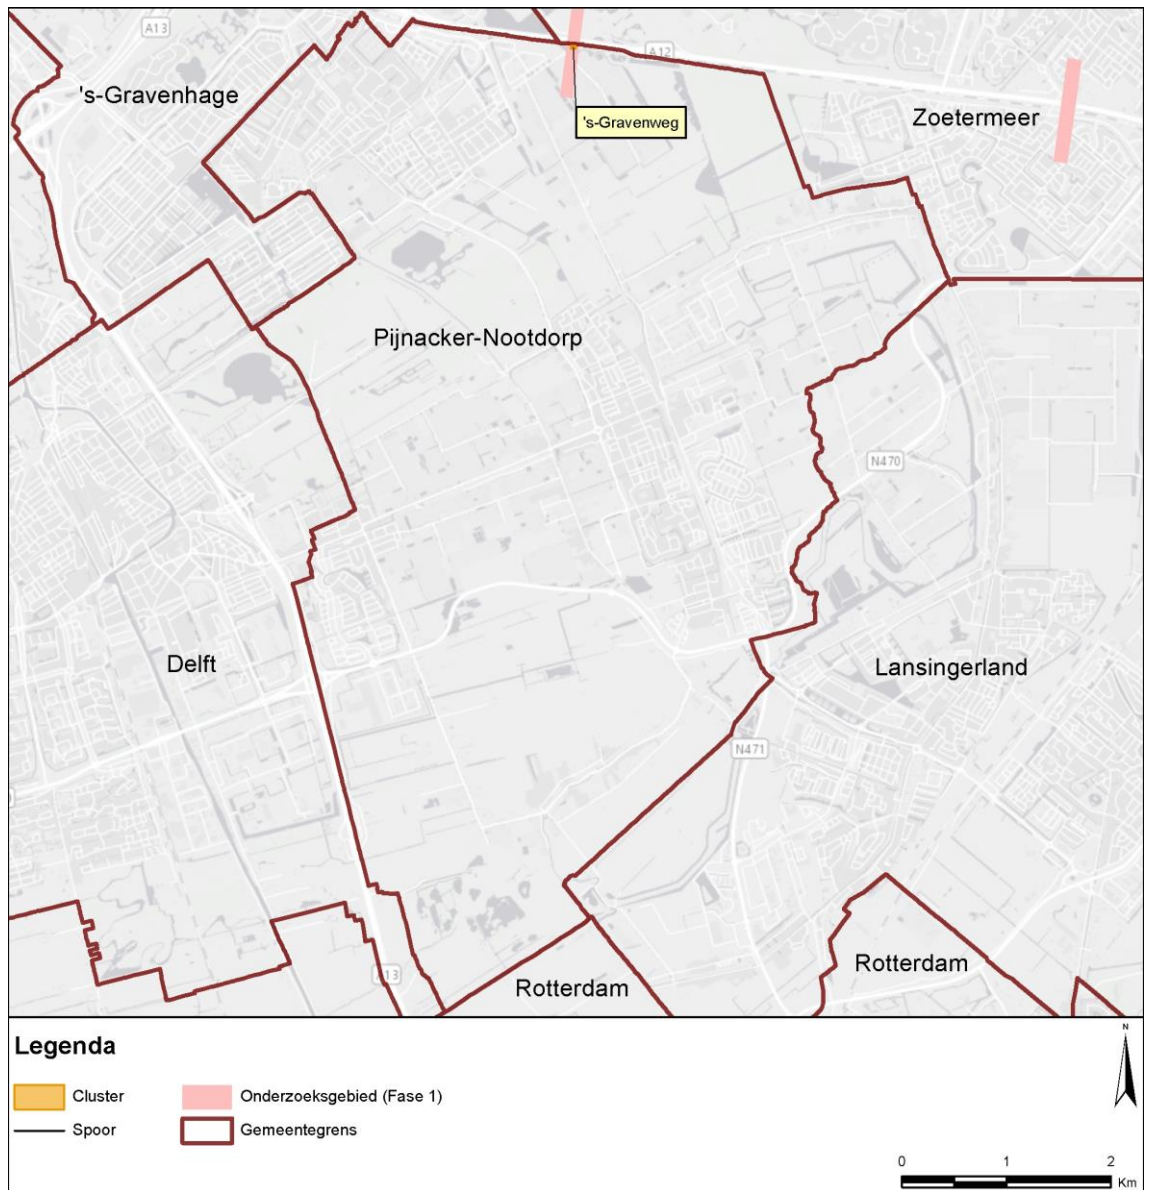 A13
A12
's-Gravenhage
Zoetermeer
's-Gravenweg
Pijnacker-Nootdorp
N470
Delft
Lansingerland
N471
Rotterdam
A13
Rotterdam
Legenda
N
Cluster
Onderzoeksgebied (Fase 1)
Spoor
Gemeentegrens
0 1 2
Km